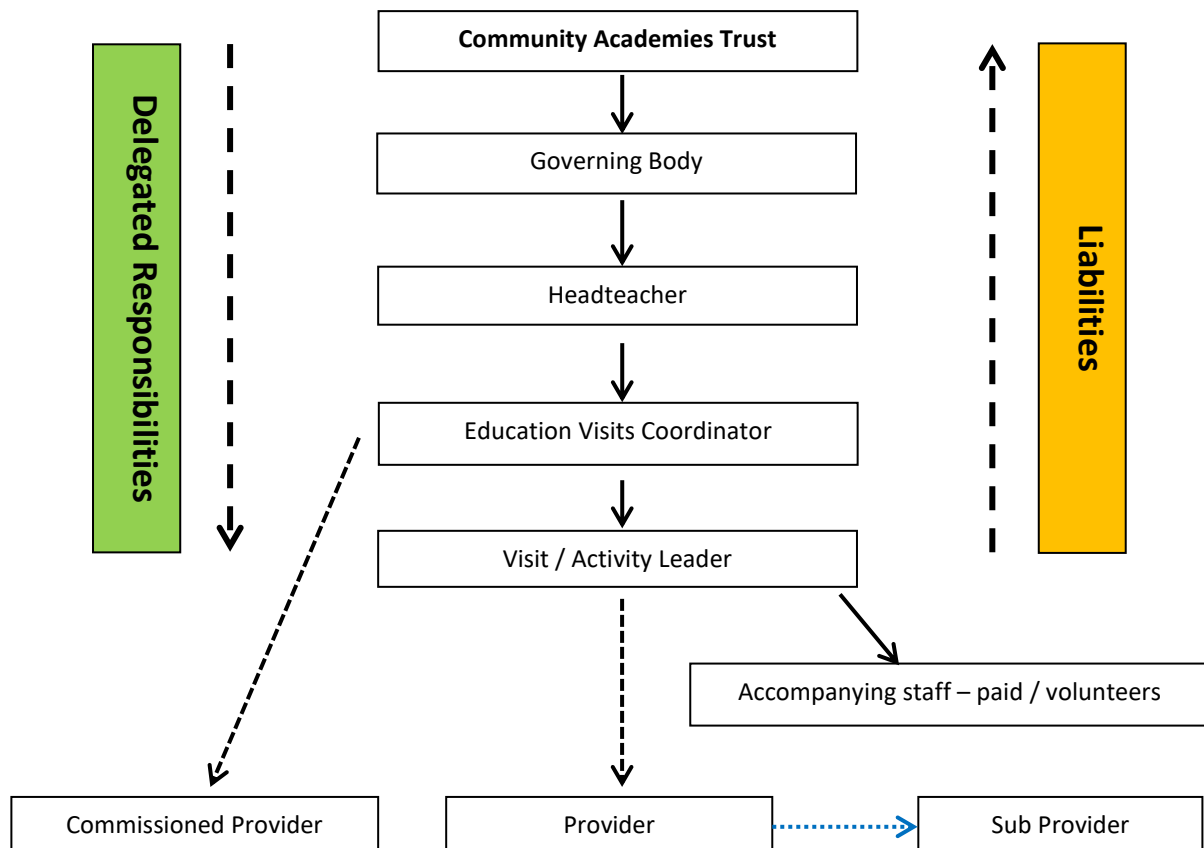 Community Academies Trust
Delegated Responsibilities
Governing Body
Liabilities
Headteacher
Education Visits Coordinator
Visit / Activity Leader
Accompanying staff – paid / volunteers
Commissioned Provider
Provider
Sub Provider